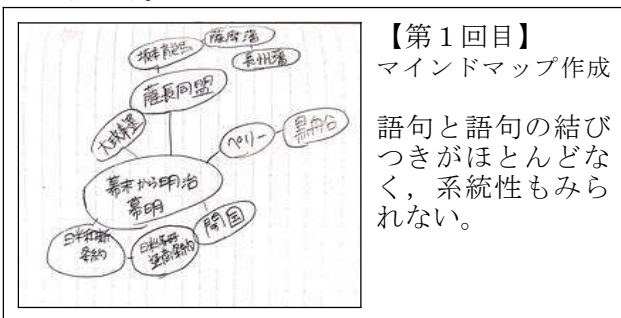 坂本龍馬
薩摩藩
長州藩
薩長同盟
大政奉還
ペリー
黒船
幕末から明治
開国
日米和親
条約
日米修好
通商条約
【第１回目】
マインドマップ作成
語句と語句の結び
つきがほとんどな
く，系統性もみら
れない。